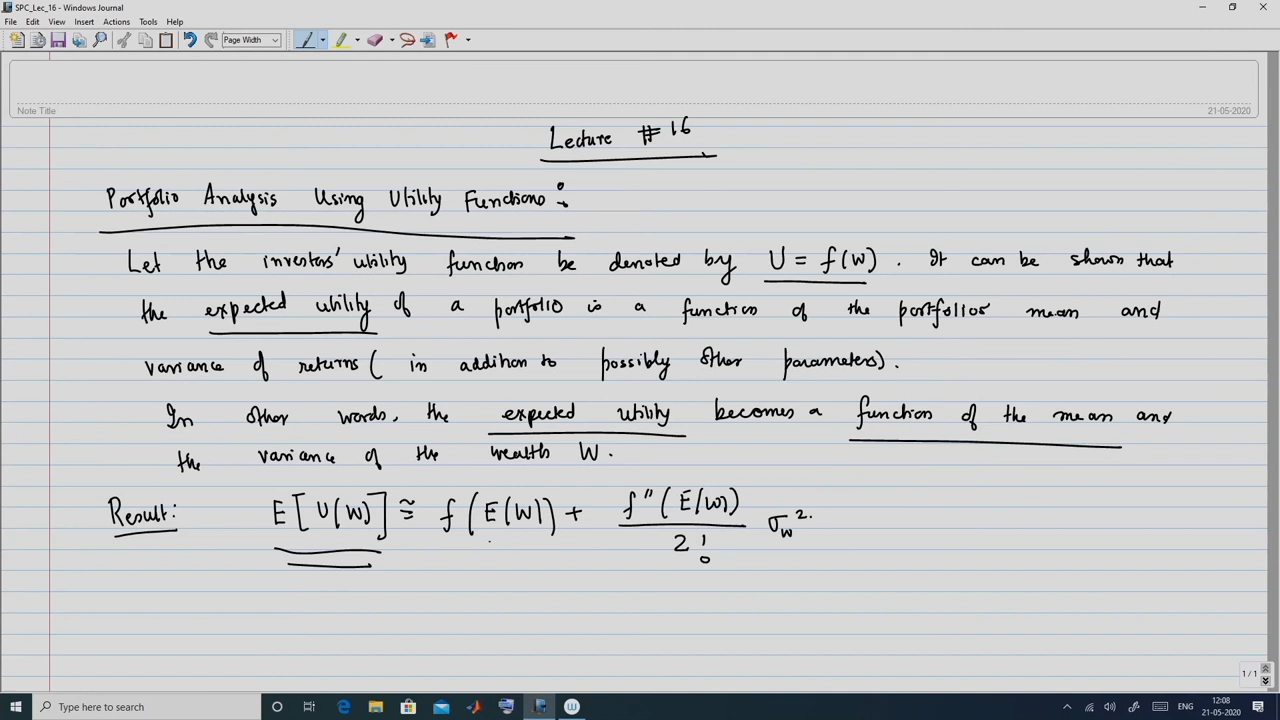 SPC_Lec_16 - Windows Journal
File Edit View Insert Actions Tools Help
Page Width
Note Title
21-05-2020
Lecture # 16
Portfolio Analysis Using Utility Functions :-
Let the investors' utility function be denoted by U = f(W). It can be shown that
the expected utility of a portfolio is a function of the portfolios mean and
variance of returns (in addition to possibly other parameters).
In other words, the expected utility becomes a function of the mean and
the variance of the wealth W.
Result: E[U(W)] ≅ f(E(W)) + f''(E(W))/2! σ_W².
1 / 1
Type here to search
ENG
12:08
21-05-2020